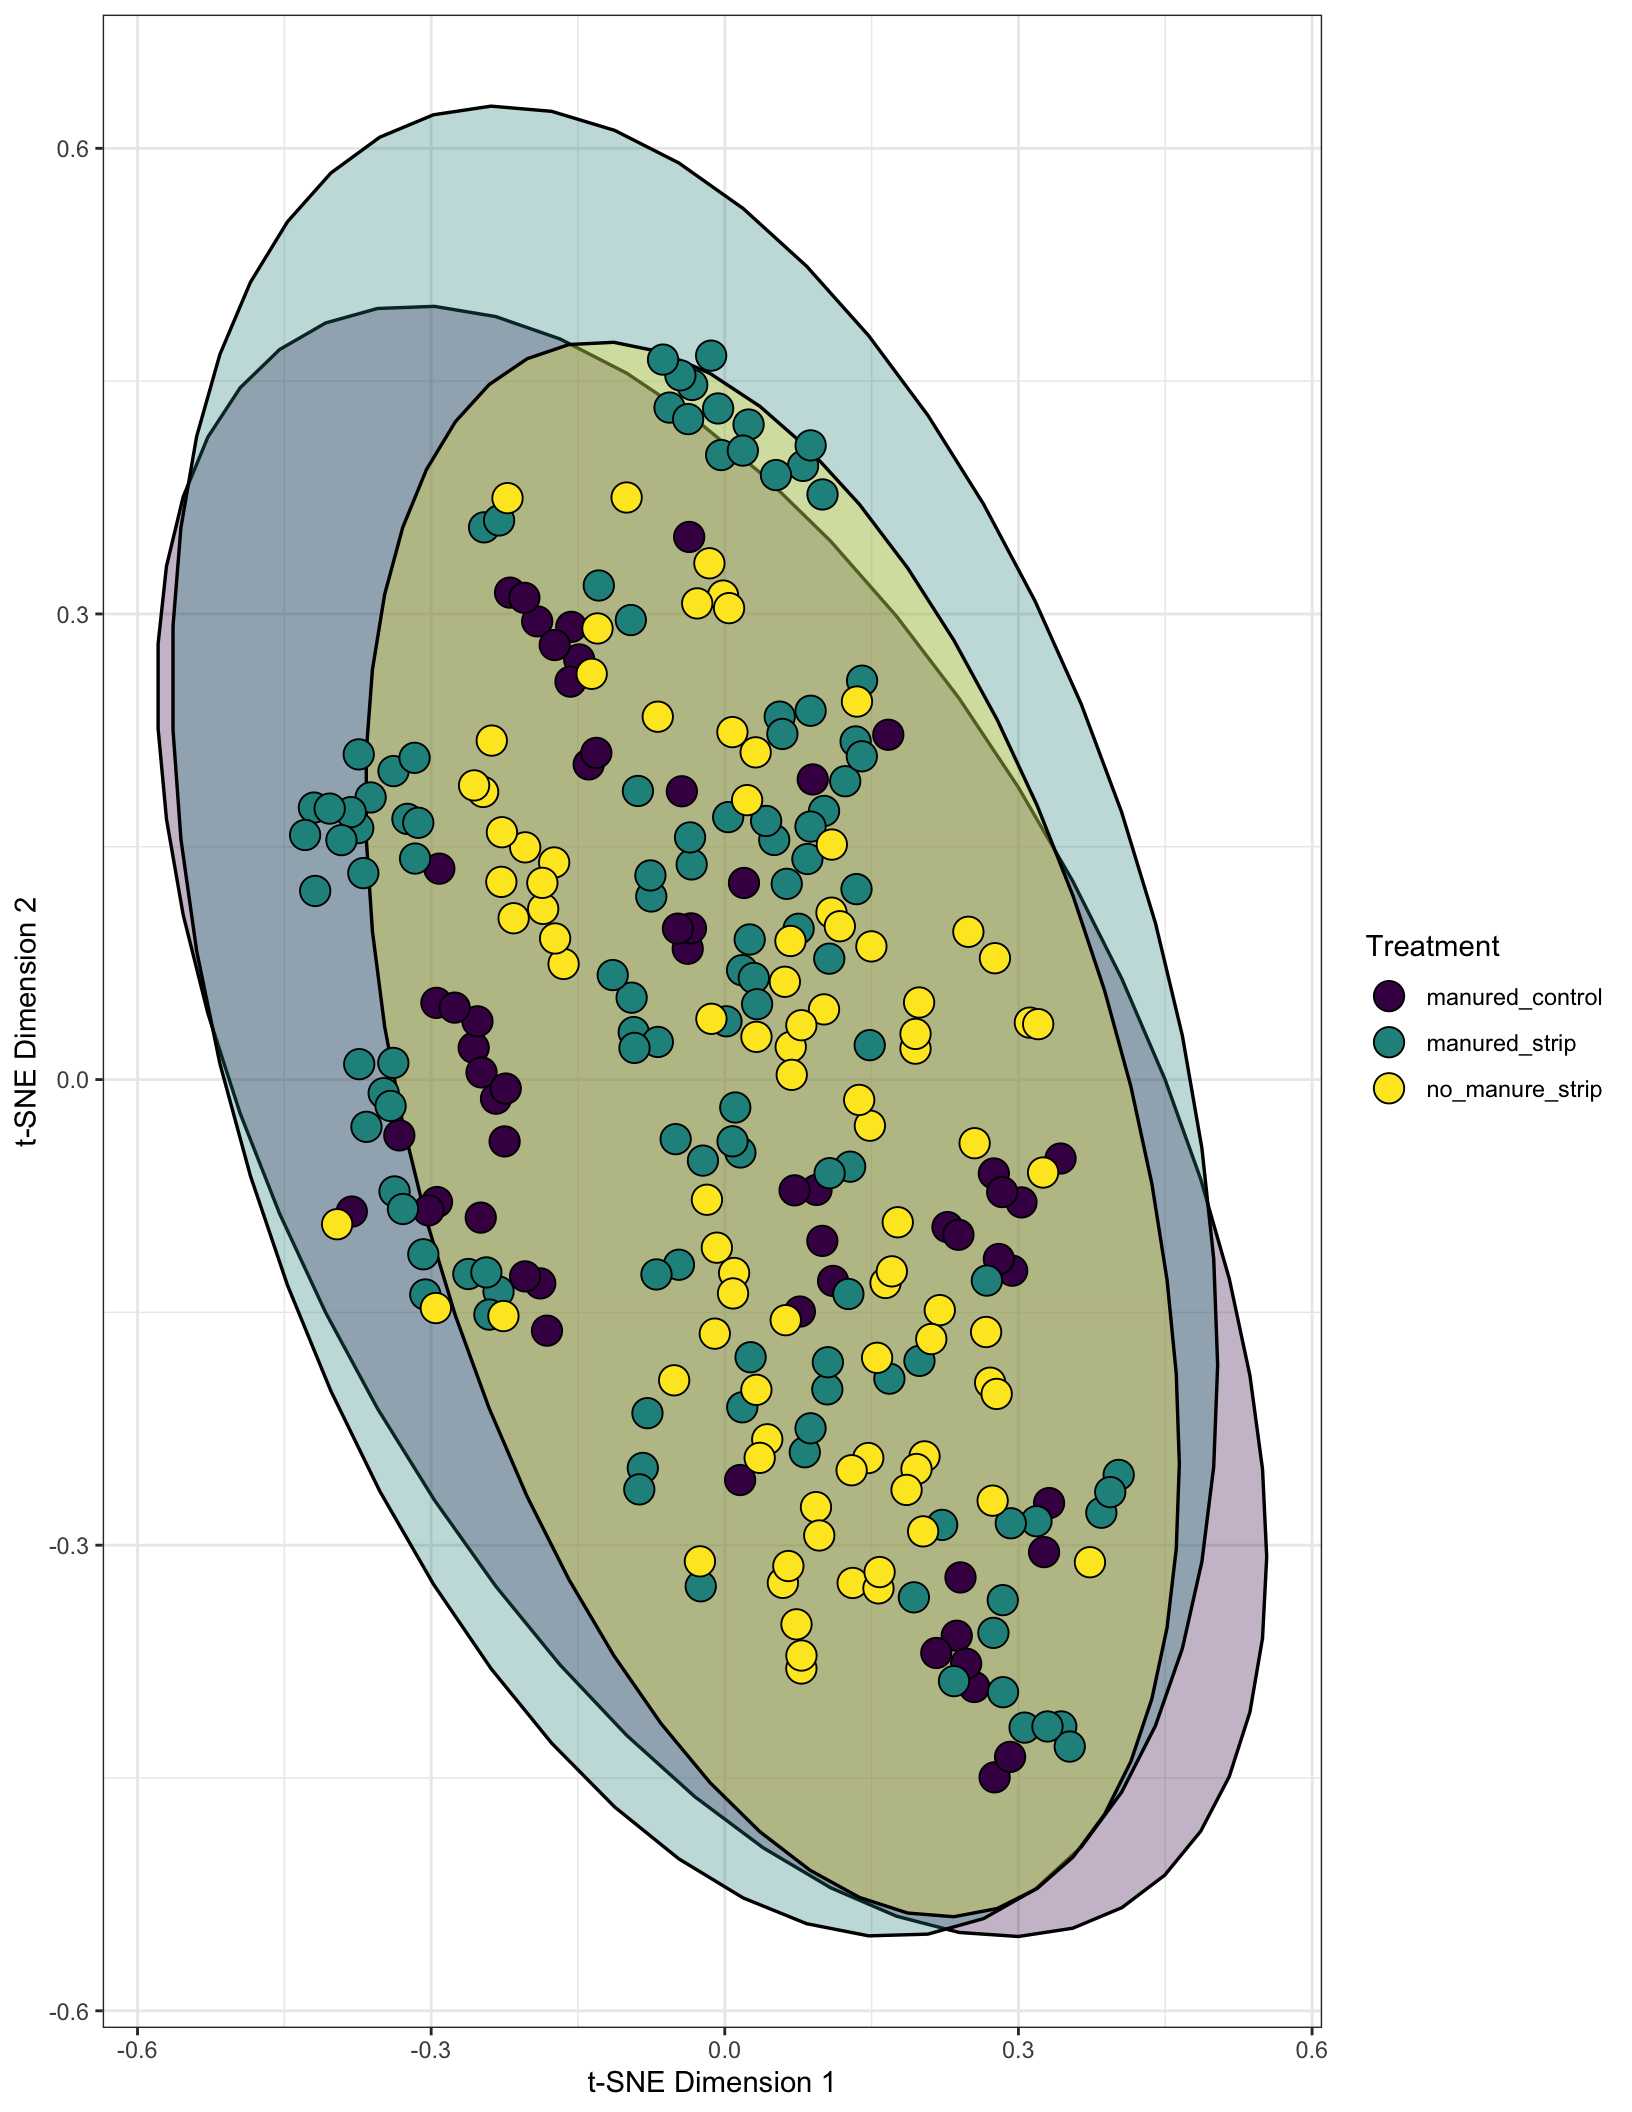 t-SNE Dimension 2
0.6
0.3
0.0
-0.3
-0.6
-0.6 -0.3 0.0 0.3 0.6
t-SNE Dimension 1
Treatment
manured_control
manured_strip
no_manure_strip